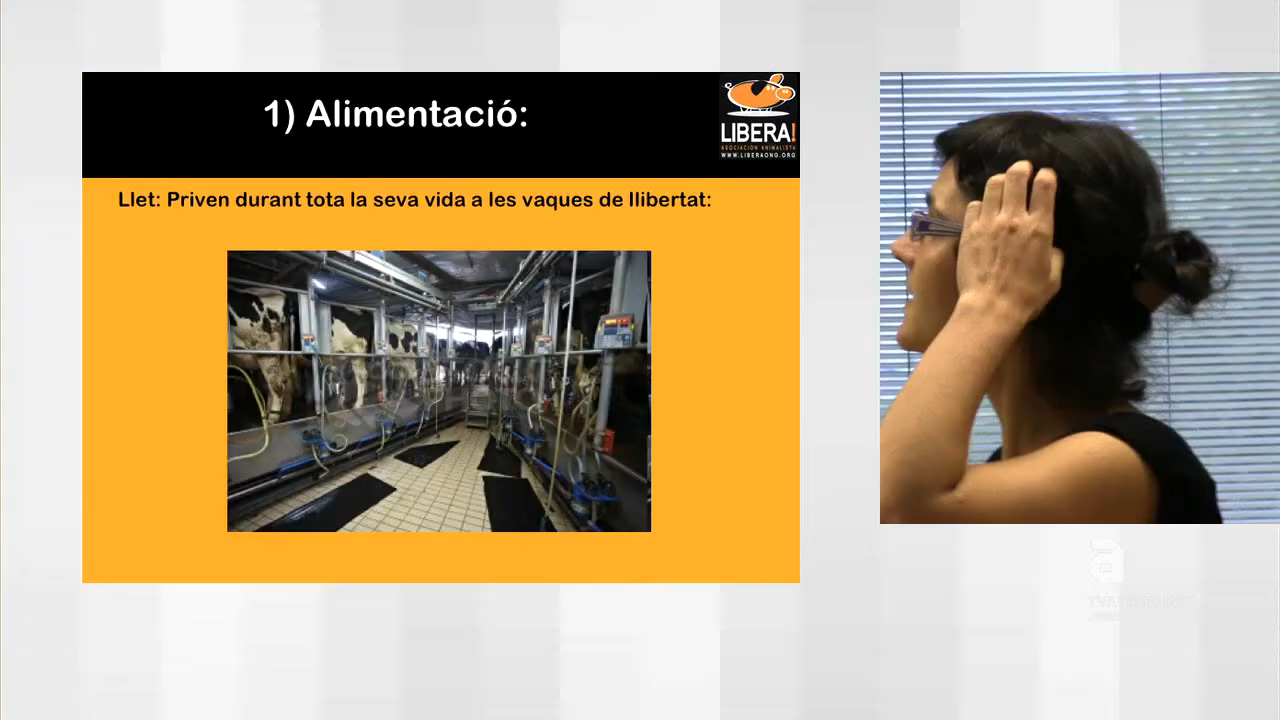 1) Alimentació:
LIBERA!
ASOCIACION ANIMALISTA
WWW.LIBERAONG.ORG
Llet: Priven durant tota la seva vida a les vaques de llibertat: